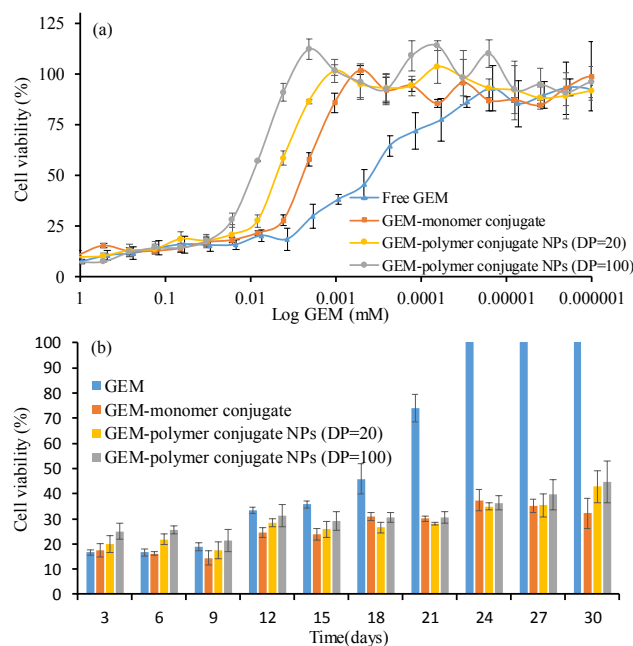 (a)
Cell viability (%)
125
100
75
50
25
0
Free GEM
GEM-monomer conjugate
GEM-polymer conjugate NPs (DP=20)
GEM-polymer conjugate NPs (DP=100)
1 0.1 0.01 0.001 0.0001 0.00001 0.000001
Log GEM (mM)
(b)
Cell viability (%)
100
90
80
70
60
50
40
30
20
10
0
GEM
GEM-monomer conjugate
GEM-polymer conjugate NPs (DP=20)
GEM-polymer conjugate NPs (DP=100)
3 6 9 12 15 18 21 24 27 30
Time(days)